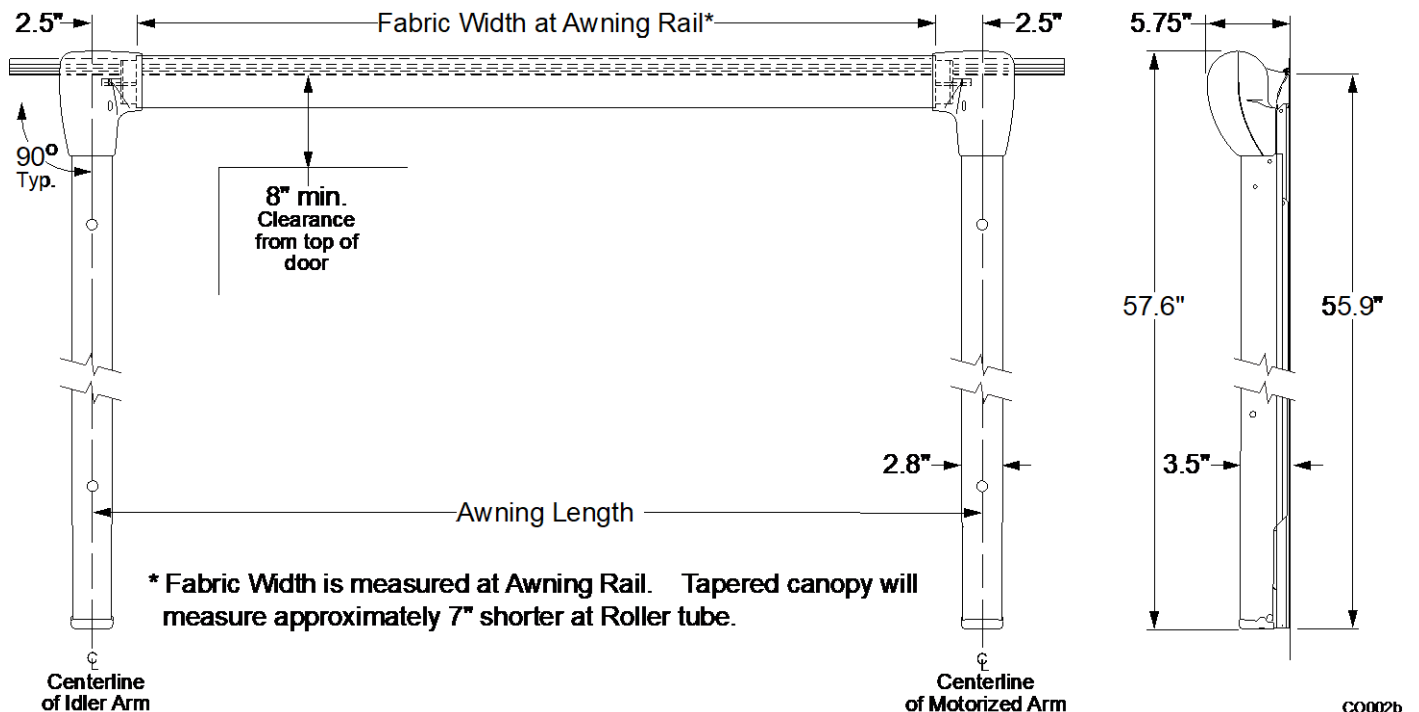 2.5" Fabric Width at Awning Rail* 2.5" 5.75"
90°
Typ.
8" min.
Clearance
from top of
door
57.6" 55.9"
2.8" 3.5"
Awning Length
* Fabric Width is measured at Awning Rail. Tapered canopy will
measure approximately 7" shorter at Roller tube.
℄ ℄
Centerline
of Idler Arm
Centerline
of Motorized Arm
CO002b